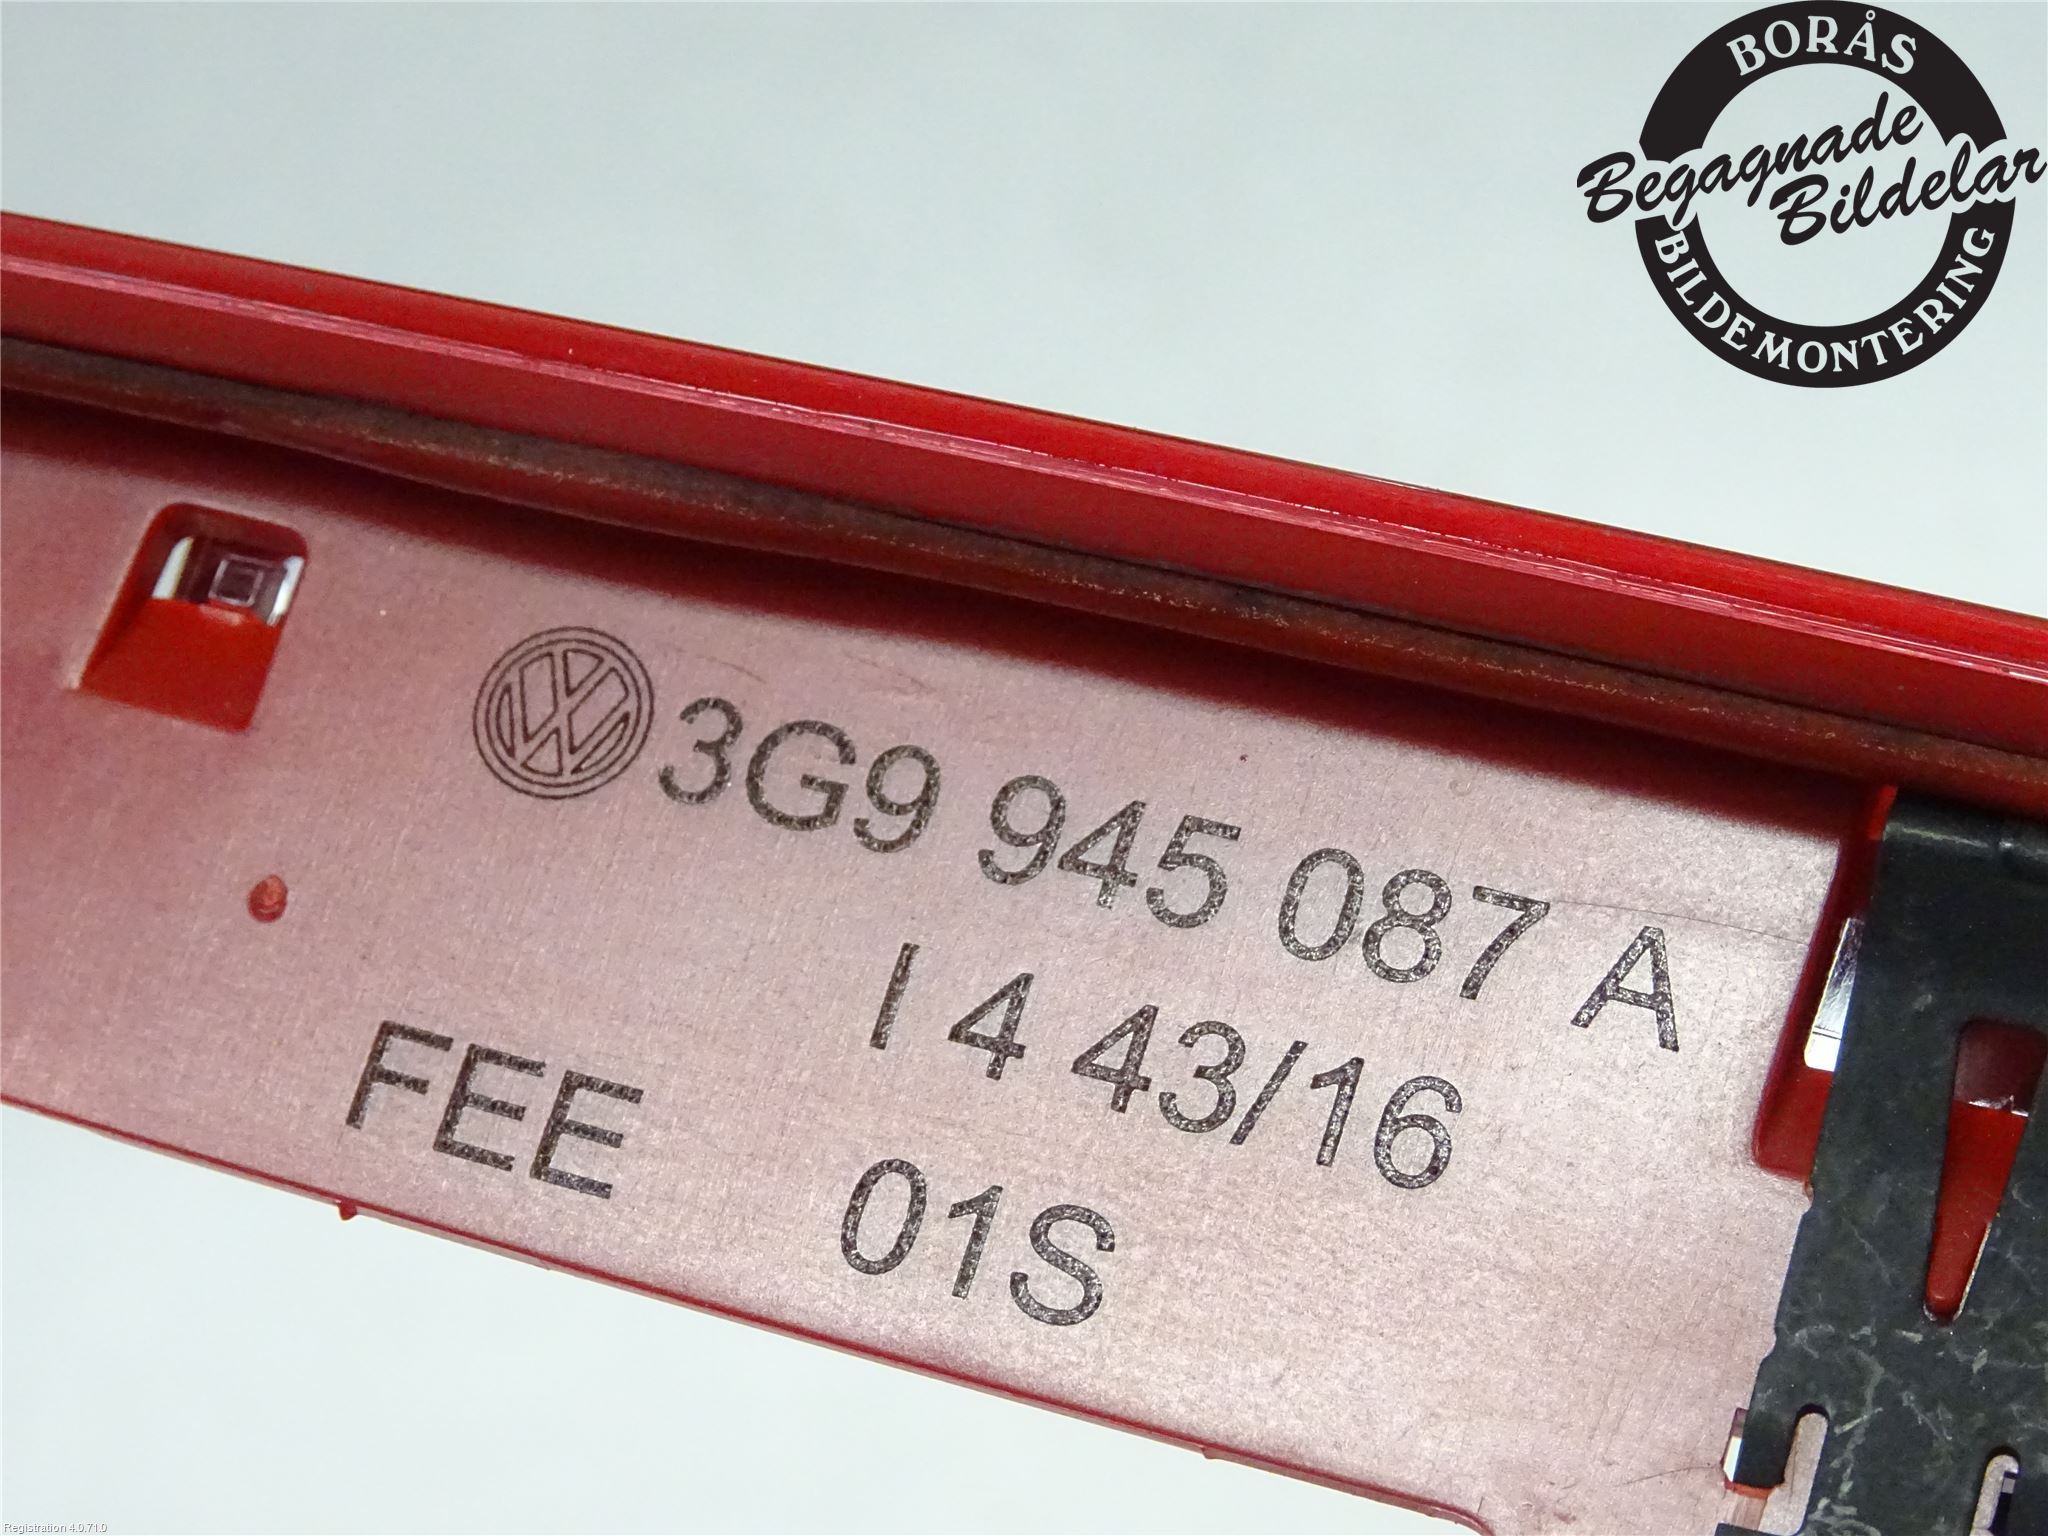 BORÅS
Begagnade
Bildelar
BILDEMONTERING
3G9 945 087 A
I 4 43/16
FEE 01S
Registration 4.0.71.0